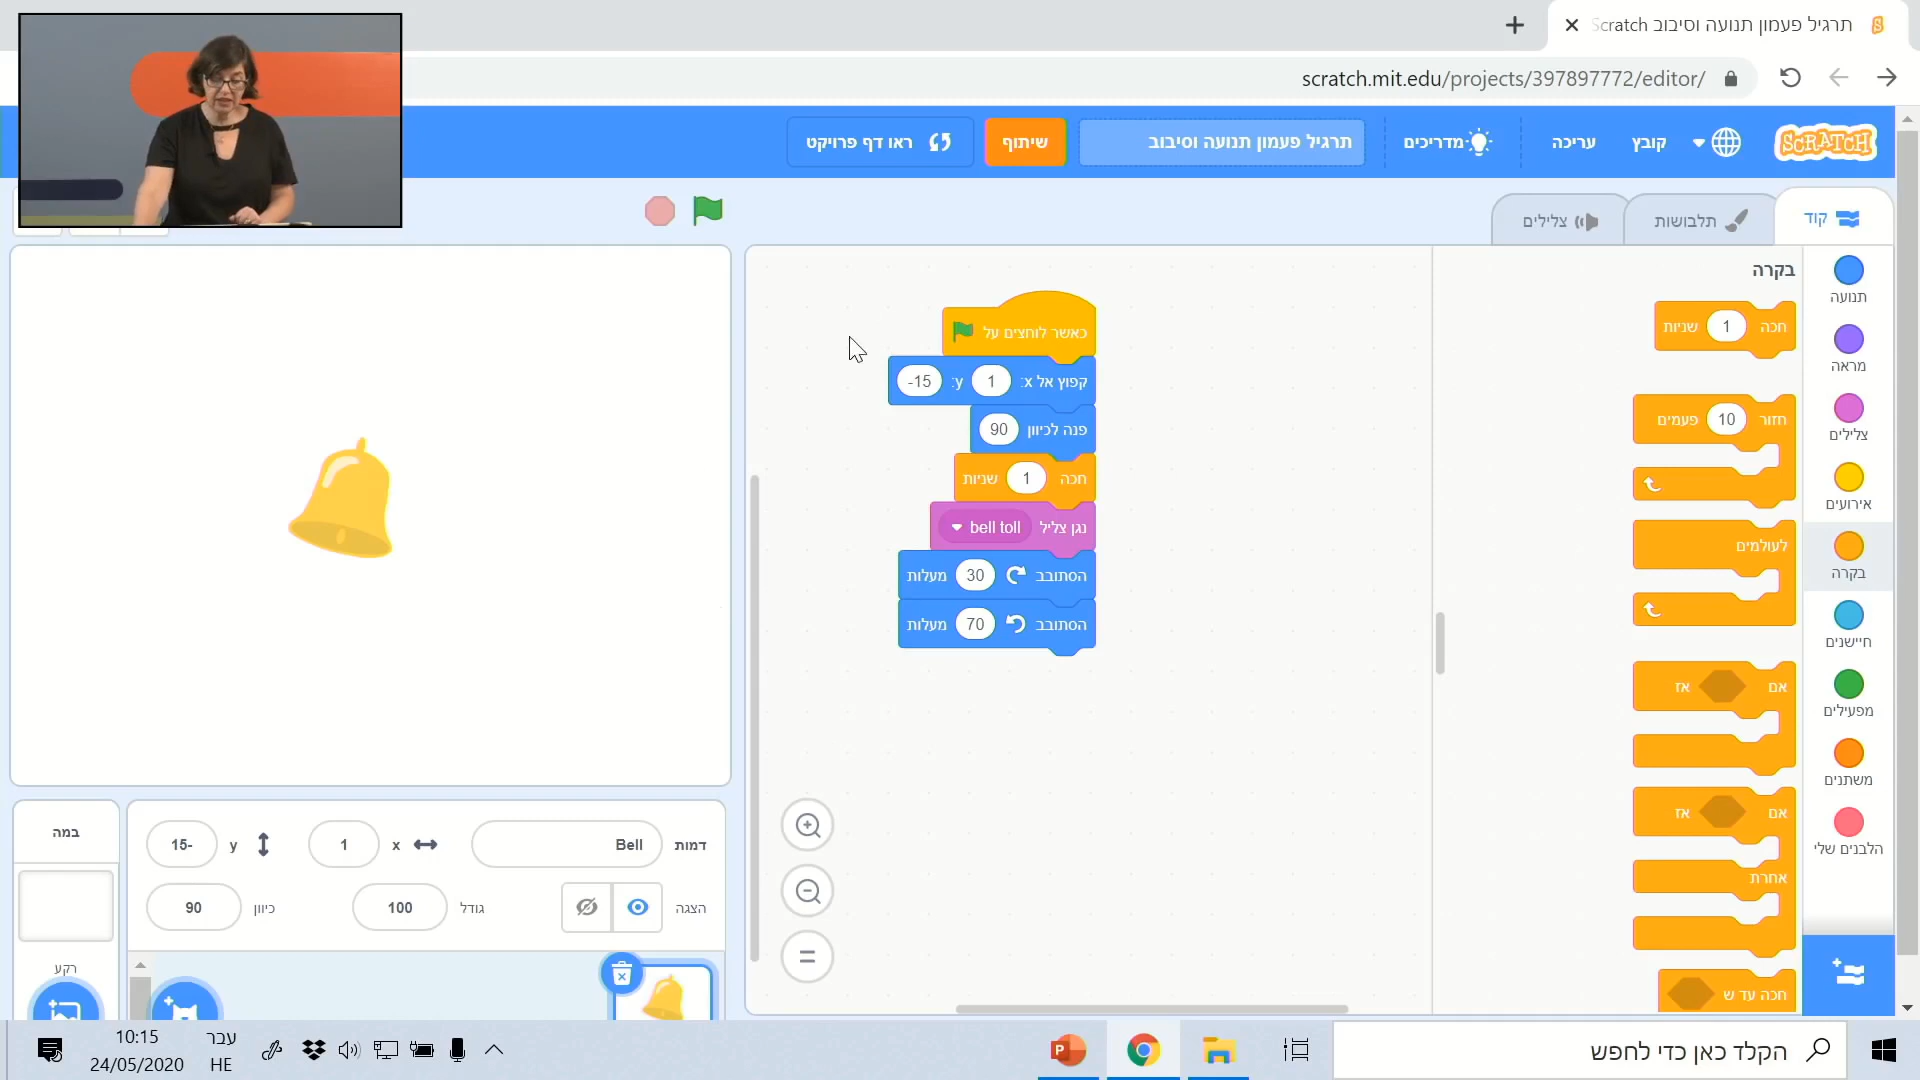 תרגיל פעמון תנועה וסיבוב Scratch
scratch.mit.edu/projects/397897772/editor/
SCRATCH
קובץ
עריכה
מדריכים
תרגיל פעמון תנועה וסיבוב
שיתוף
ראו דף פרויקט
קוד
תלבושות
צלילים
תנועה
מראה
צלילים
אירועים
בקרה
חיישנים
מפעילים
משתנים
הלבנים שלי
בקרה
חכה 1 שניות
חזור 10 פעמים
לעולמים
אם אז
אם אז
אחרת
חכה עד ש
כאשר לוחצים על
קפוץ אל x: 1 y: -15
פנה לכיוון 90
חכה 1 שניות
נגן צליל bell toll
הסתובב 30 מעלות
הסתובב 70 מעלות
דמות Bell x 1 y 15-
הצגה גודל 100 כיוון 90
במה
רקע
הקלד כאן כדי לחפש
עבר
HE
10:15
24/05/2020